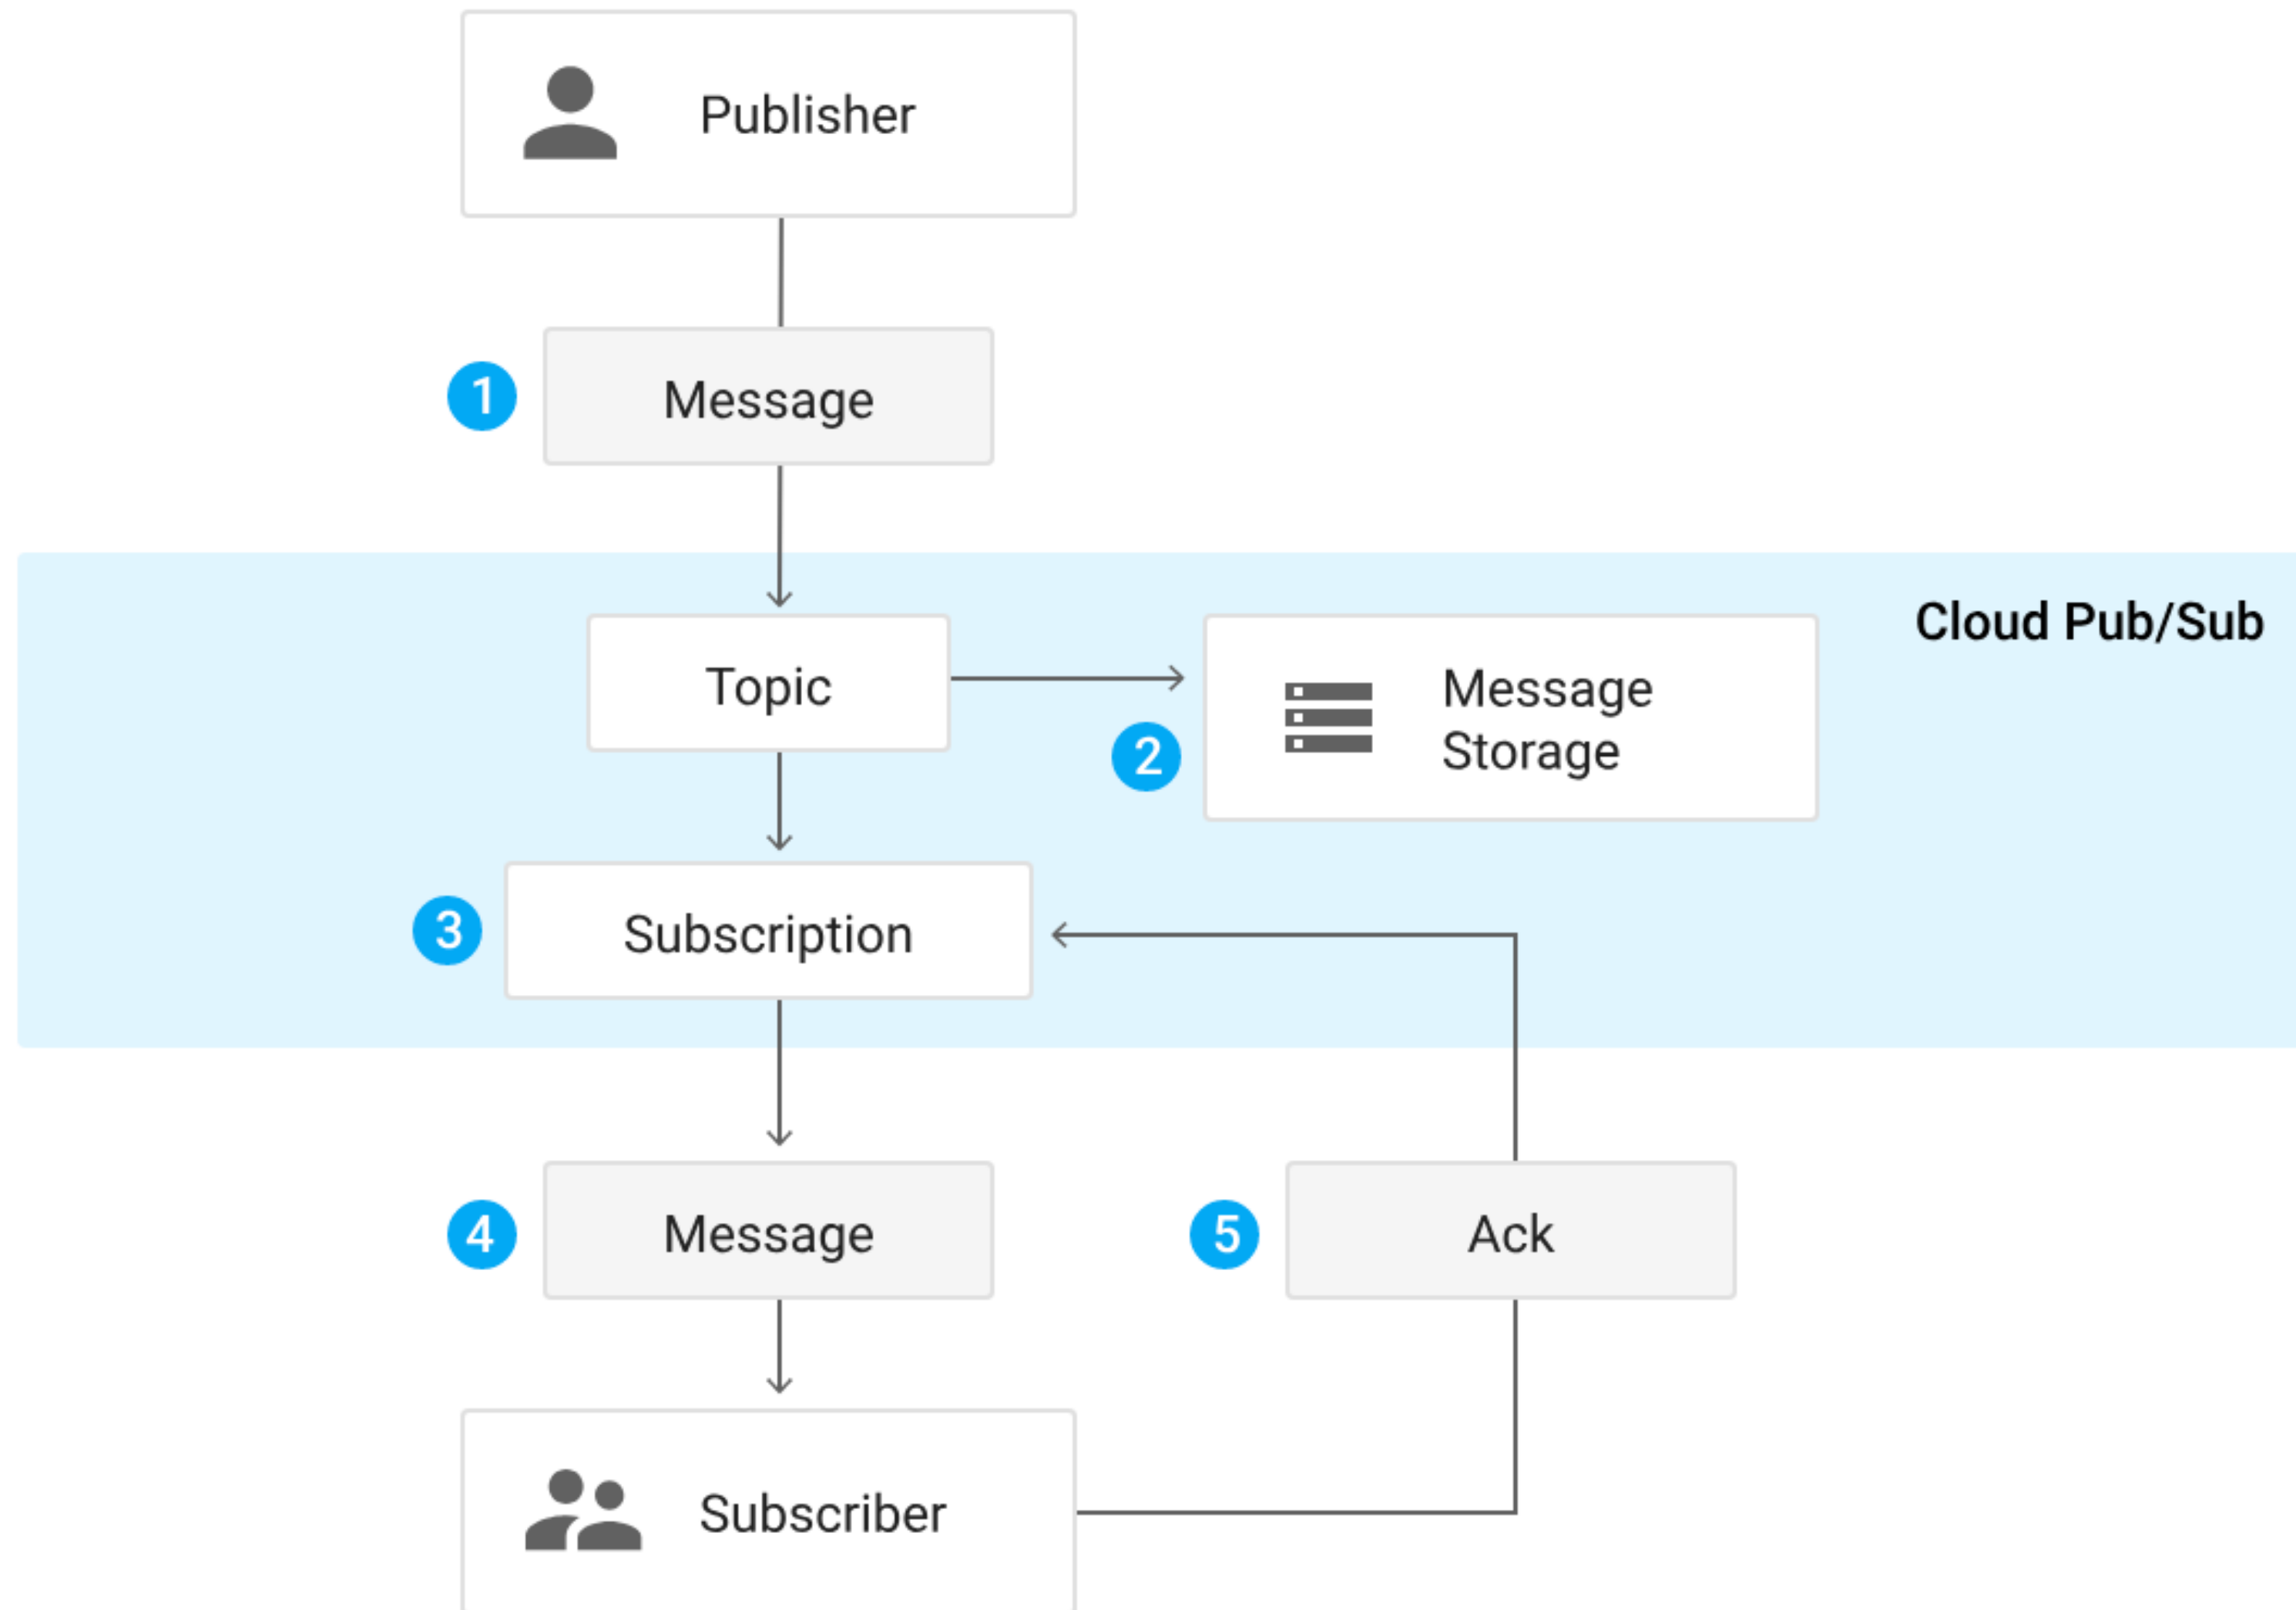 Publisher
1
Message
Cloud Pub/Sub
Topic
Message
Storage
2
3
Subscription
4
Message
5
Ack
Subscriber